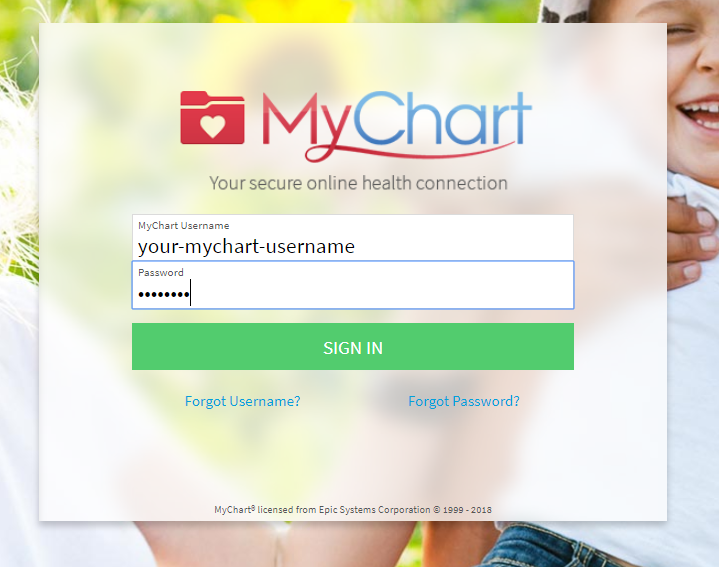 MyChart
Your secure online health connection
MyChart Username
your-mychart-username
Password
••••••••
SIGN IN
Forgot Username? Forgot Password?
MyChart® licensed from Epic Systems Corporation © 1999 - 2018